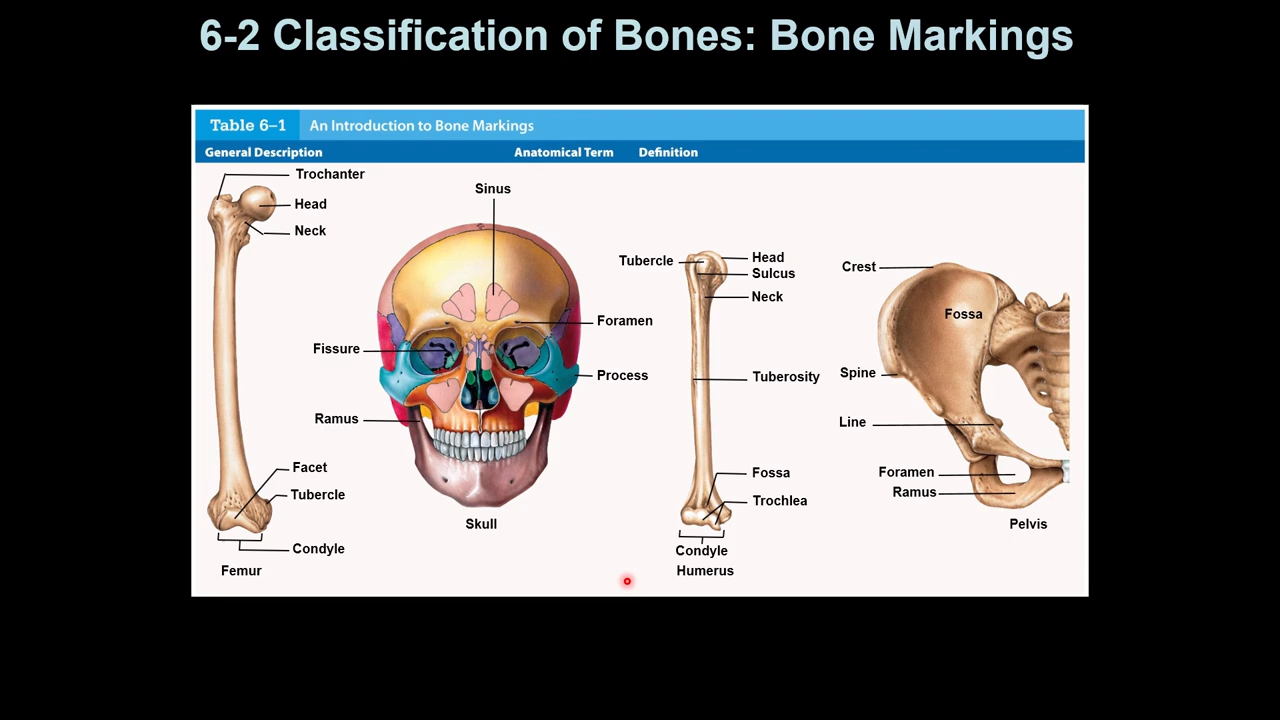 6-2 Classification of Bones: Bone Markings
Table 6–1 An Introduction to Bone Markings
General Description Anatomical Term Definition
Trochanter
Head
Neck
Facet
Tubercle
Condyle
Femur
Sinus
Foramen
Fissure
Process
Ramus
Skull
Tubercle
Head
Sulcus
Neck
Tuberosity
Fossa
Trochlea
Condyle
Humerus
Crest
Fossa
Spine
Line
Foramen
Ramus
Pelvis